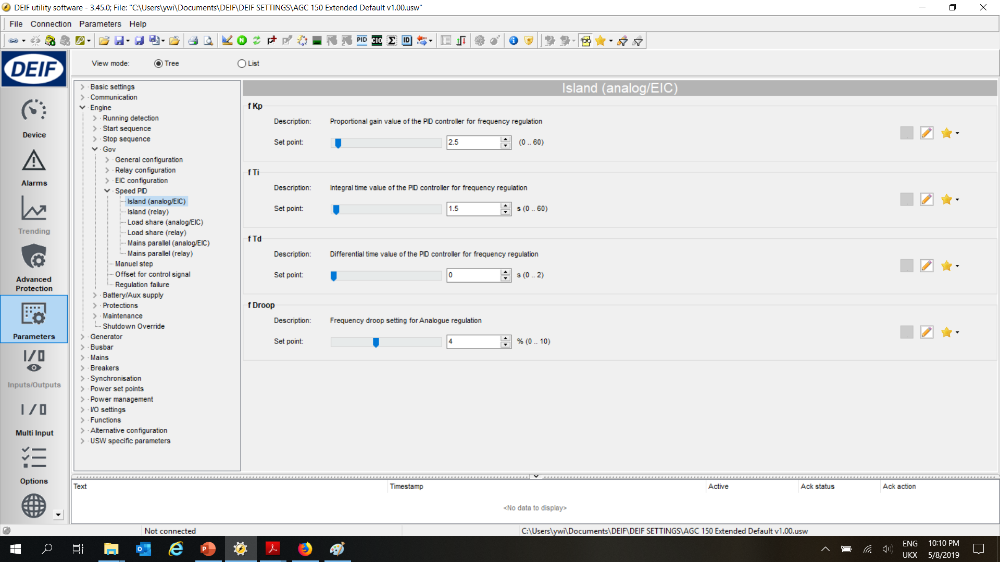 DEIF utility software - 3.45.0; File: "C:\Users\ywi\Documents\DEIF\DEIF SETTINGS\AGC 150 Extended Default v1.00.usw"
File Connection Parameters Help
PID CIO Σ ID
DEIF
View mode: Tree List
Device
Alarms
Trending
Advanced
Protection
Parameters
I/O
Inputs/Outputs
I/O
Multi Input
Options
Basic settings
Communication
Engine
Running detection
Start sequence
Stop sequence
Gov
General configuration
Relay configuration
EIC configuration
Speed PID
Island (analog/EIC)
Island (relay)
Load share (analog/EIC)
Load share (relay)
Mains parallel (analog/EIC)
Mains parallel (relay)
Manuel step
Offset for control signal
Regulation failure
Battery/Aux supply
Protections
Maintenance
Shutdown Override
Generator
Busbar
Mains
Breakers
Synchronisation
Power set points
Power management
I/O settings
Functions
Alternative configuration
USW specific parameters
Island (analog/EIC)
f Kp
Description: Proportional gain value of the PID controller for frequency regulation
Set point: 2.5 (0 .. 60)
f Ti
Description: Integral time value of the PID controller for frequency regulation
Set point: 1.5 s (0 .. 60)
f Td
Description: Differential time value of the PID controller for frequency regulation
Set point: 0 s (0 .. 2)
f Droop
Description: Frequency droop setting for Analogue regulation
Set point: 4 % (0 .. 10)
Text Timestamp Active Ack status Ack action
<No data to display>
Not connected C:\Users\ywi\Documents\DEIF\DEIF SETTINGS\AGC 150 Extended Default v1.00.usw
ENG 10:10 PM
UKX 5/8/2019